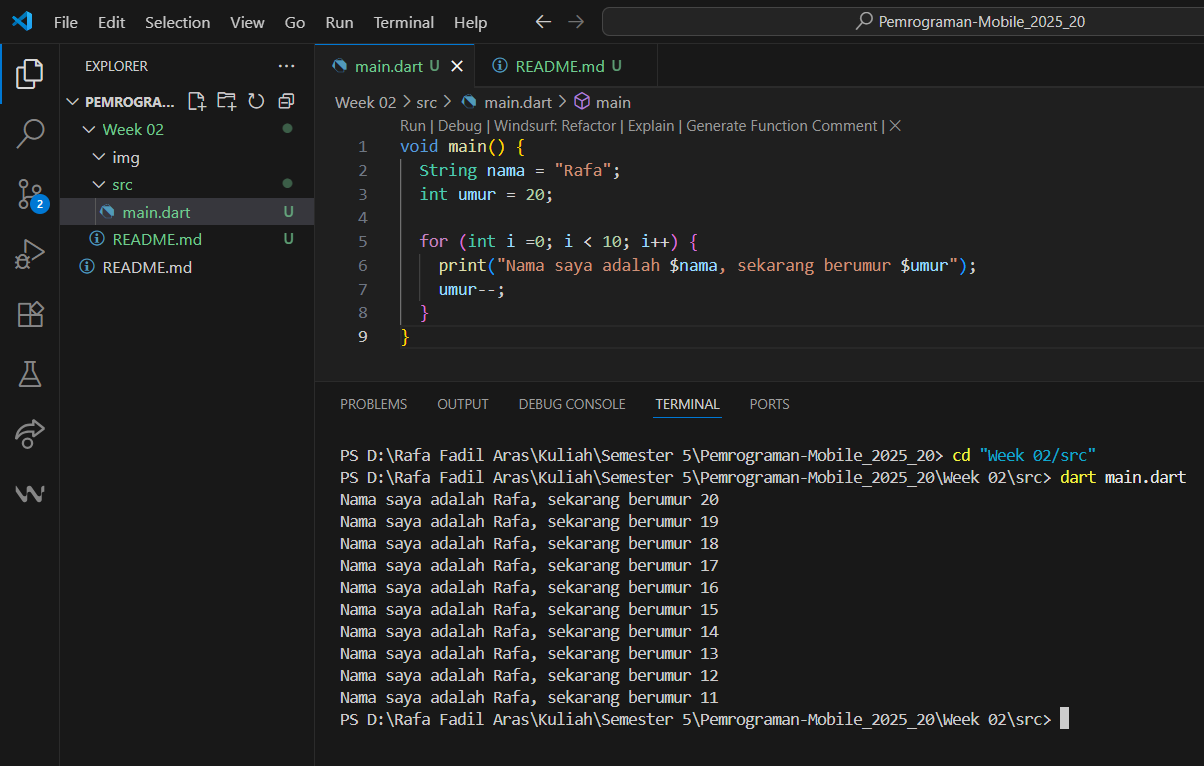 File Edit Selection View Go Run Terminal Help Pemrograman-Mobile_2025_20
EXPLORER
PEMROGRA...
Week 02
img
src
main.dart U
README.md U
README.md
main.dart U README.md U
Week 02 > src > main.dart > main
Run | Debug | Windsurf: Refactor | Explain | Generate Function Comment | ×
1 void main() {
2 String nama = "Rafa";
3 int umur = 20;
4
5 for (int i =0; i < 10; i++) {
6 print("Nama saya adalah $nama, sekarang berumur $umur");
7 umur--;
8 }
9 }
2
PROBLEMS OUTPUT DEBUG CONSOLE TERMINAL PORTS
PS D:\Rafa Fadil Aras\Kuliah\Semester 5\Pemrograman-Mobile_2025_20> cd "Week 02/src"
PS D:\Rafa Fadil Aras\Kuliah\Semester 5\Pemrograman-Mobile_2025_20\Week 02\src> dart main.dart
Nama saya adalah Rafa, sekarang berumur 20
Nama saya adalah Rafa, sekarang berumur 19
Nama saya adalah Rafa, sekarang berumur 18
Nama saya adalah Rafa, sekarang berumur 17
Nama saya adalah Rafa, sekarang berumur 16
Nama saya adalah Rafa, sekarang berumur 15
Nama saya adalah Rafa, sekarang berumur 14
Nama saya adalah Rafa, sekarang berumur 13
Nama saya adalah Rafa, sekarang berumur 12
Nama saya adalah Rafa, sekarang berumur 11
PS D:\Rafa Fadil Aras\Kuliah\Semester 5\Pemrograman-Mobile_2025_20\Week 02\src>